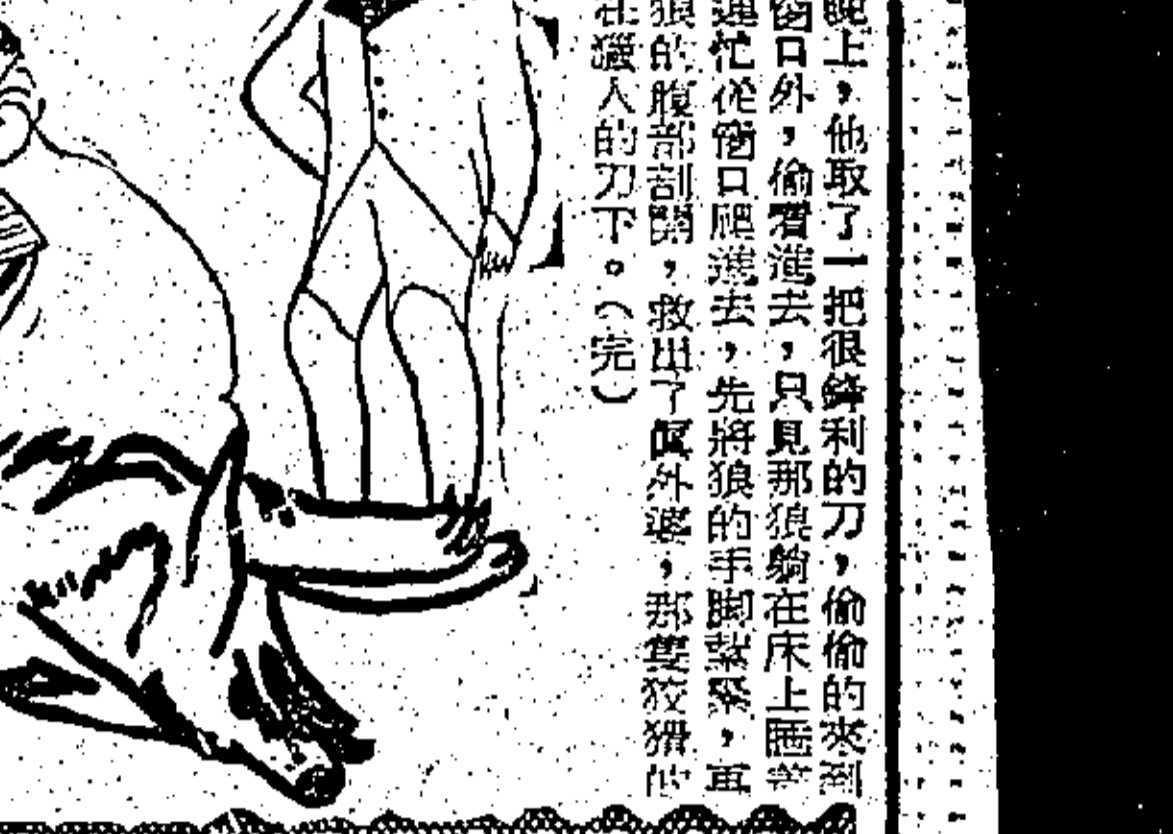 晚上，他取了一把很鋒利的刀，偷偷的來到
窗口外，偷看進去，只見那狼躺在床上睡着
連忙從窗口爬進去，先將狼的手脚紮緊，再
狼的腹部剖開，救出了眞外婆，那隻狡猾的
在獵人的刀下。（完）